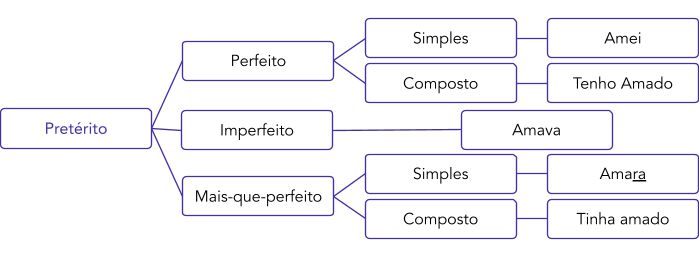 Pretérito
Perfeito
Simples
Amei
Composto
Tenho Amado
Imperfeito
Amava
Mais-que-perfeito
Simples
Amara
Composto
Tinha amado